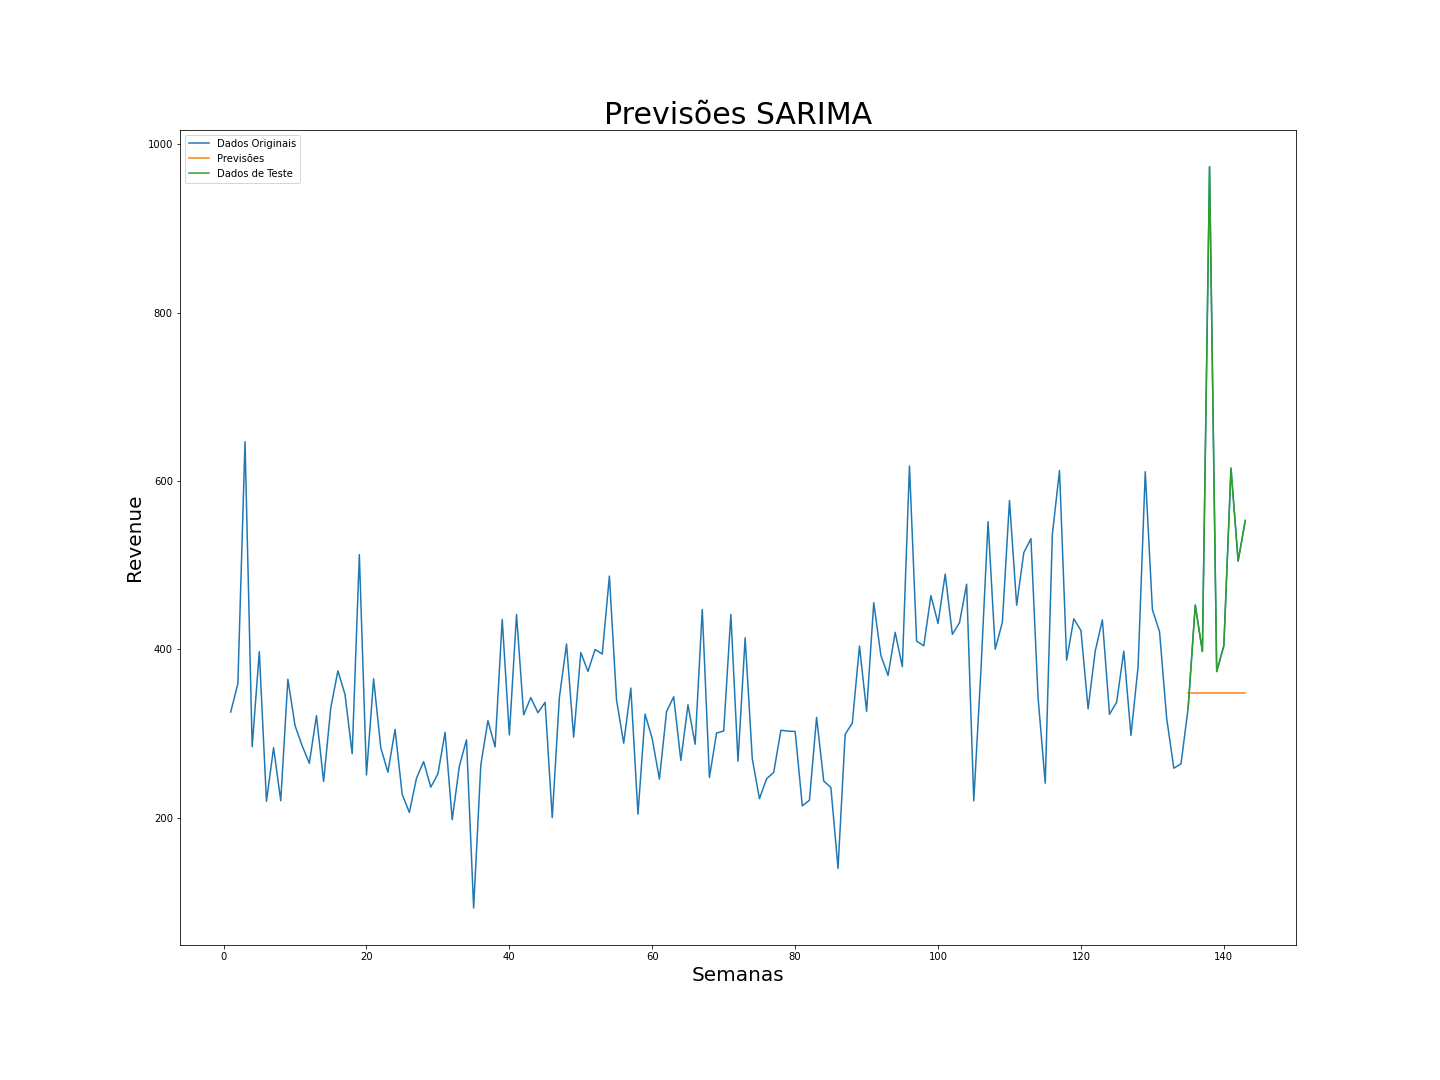 Previsões SARIMA
Dados Originais
Previsões
Dados de Teste
1000
800
600
400
200
Revenue
0 20 40 60 80 100 120 140
Semanas